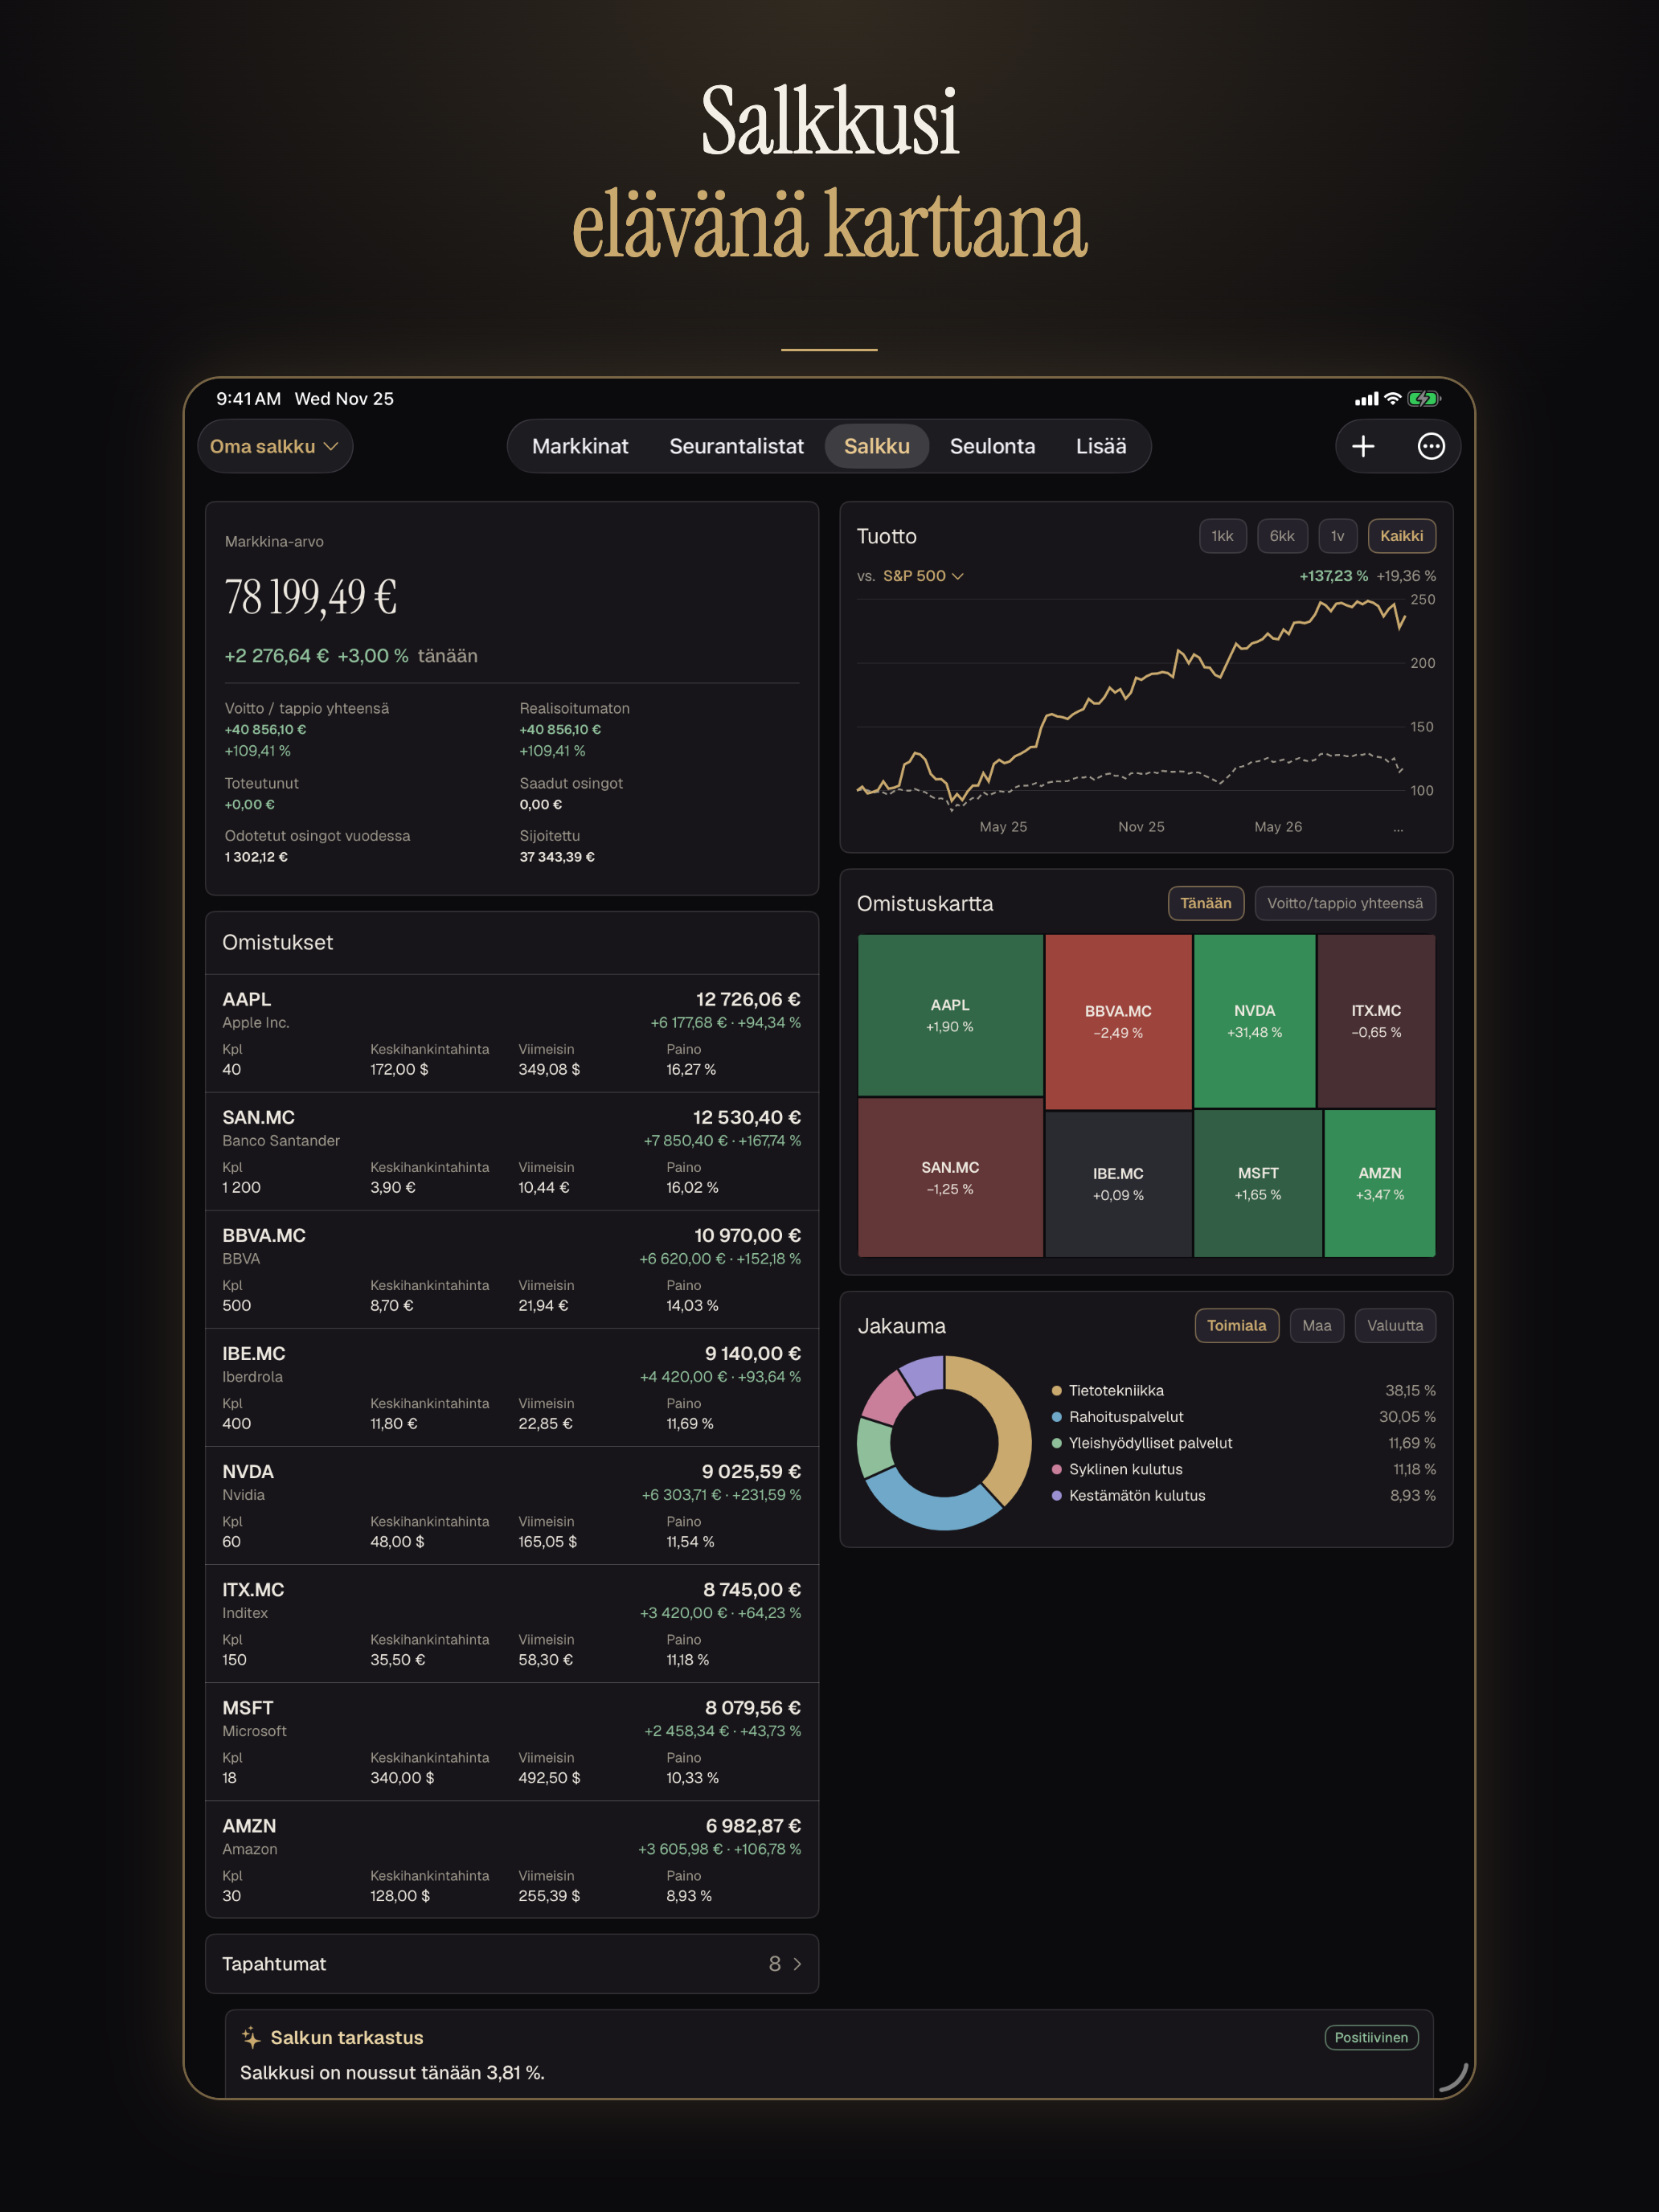 Salkkusi
elävänä karttana
9:41 AM Wed Nov 25
Oma salkku
Markkinat Seurantalistat Salkku Seulonta Lisää
Markkina-arvo
78 199,49 €
+2 276,64 € +3,00 % tänään
Voitto / tappio yhteensä Realisoitumaton
+40 856,10 € +40 856,10 €
+109,41 % +109,41 %
Toteutunut Saadut osingot
+0,00 € 0,00 €
Odotetut osingot vuodessa Sijoitettu
1 302,12 € 37 343,39 €
Omistukset
AAPL 12 726,06 €
Apple Inc. +6 177,68 € · +94,34 %
Kpl Keskihankintahinta Viimeisin Paino
40 172,00 $ 349,08 $ 16,27 %
SAN.MC 12 530,40 €
Banco Santander +7 850,40 € · +167,74 %
Kpl Keskihankintahinta Viimeisin Paino
1 200 3,90 € 10,44 € 16,02 %
BBVA.MC 10 970,00 €
BBVA +6 620,00 € · +152,18 %
Kpl Keskihankintahinta Viimeisin Paino
500 8,70 € 21,94 € 14,03 %
IBE.MC 9 140,00 €
Iberdrola +4 420,00 € · +93,64 %
Kpl Keskihankintahinta Viimeisin Paino
400 11,80 € 22,85 € 11,69 %
NVDA 9 025,59 €
Nvidia +6 303,71 € · +231,59 %
Kpl Keskihankintahinta Viimeisin Paino
60 48,00 $ 165,05 $ 11,54 %
ITX.MC 8 745,00 €
Inditex +3 420,00 € · +64,23 %
Kpl Keskihankintahinta Viimeisin Paino
150 35,50 € 58,30 € 11,18 %
MSFT 8 079,56 €
Microsoft +2 458,34 € · +43,73 %
Kpl Keskihankintahinta Viimeisin Paino
18 340,00 $ 492,50 $ 10,33 %
AMZN 6 982,87 €
Amazon +3 605,98 € · +106,78 %
Kpl Keskihankintahinta Viimeisin Paino
30 128,00 $ 255,39 $ 8,93 %
Tapahtumat 8
Tuotto 1kk 6kk 1v Kaikki
vs. S&P 500 +137,23 % +19,36 %
250
200
150
100
May 25 Nov 25 May 26 ...
Omistuskartta Tänään Voitto/tappio yhteensä
AAPL
+1,90 %
BBVA.MC
−2,49 %
NVDA
+31,48 %
ITX.MC
−0,65 %
SAN.MC
−1,25 %
IBE.MC
+0,09 %
MSFT
+1,65 %
AMZN
+3,47 %
Jakauma Toimiala Maa Valuutta
Tietotekniikka 38,15 %
Rahoituspalvelut 30,05 %
Yleishyödylliset palvelut 11,69 %
Syklinen kulutus 11,18 %
Kestämätön kulutus 8,93 %
Salkun tarkastus Positiivinen
Salkkusi on noussut tänään 3,81 %.